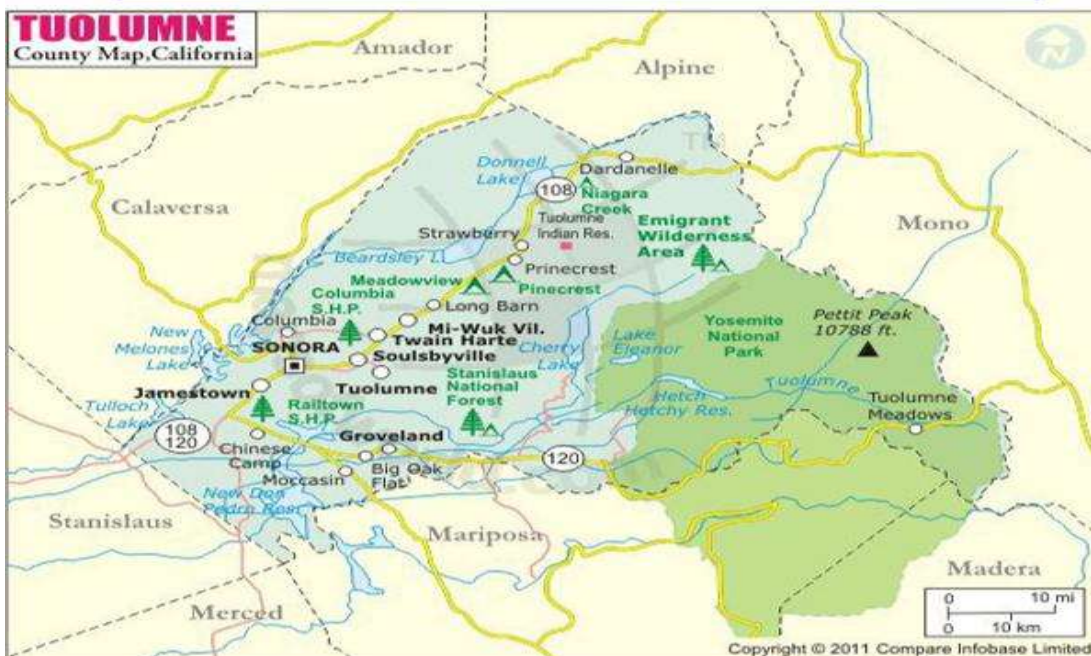 TUOLUMNE
County Map,California
Amador
Alpine
Calaversa
Mono
Donnell
Lake
Dardanelle
108
Niagara
Creek
Tuolumne
Indian Res.
Emigrant
Wilderness
Area
Strawberry
Beardsley L.
Prinecrest
Meadowview
Pinecrest
Columbia
S.H.P.
Long Barn
Columbia
Mi-Wuk Vil.
Twain Harte
New
Melones
Lake
SONORA
Soulsbyville
Cherry
Lake
Lake
Eleanor
Yosemite
National
Park
Pettit Peak
10788 ft.
Jamestown
Tuolumne
Stanislaus
National
Forest
Tulloch
Lake
Railtown
S.H.P.
Hetch
Hetchy Res.
Tuolumne
Tuolumne
Meadows
108
120
Chinese
Camp
Groveland
Moccasin
Big Oak
Flat
120
New Don
Pedro
Stanislaus
Mariposa
Merced
Madera
0 10 mi
0 10 km
Copyright © 2011 Compare Infobase Limited